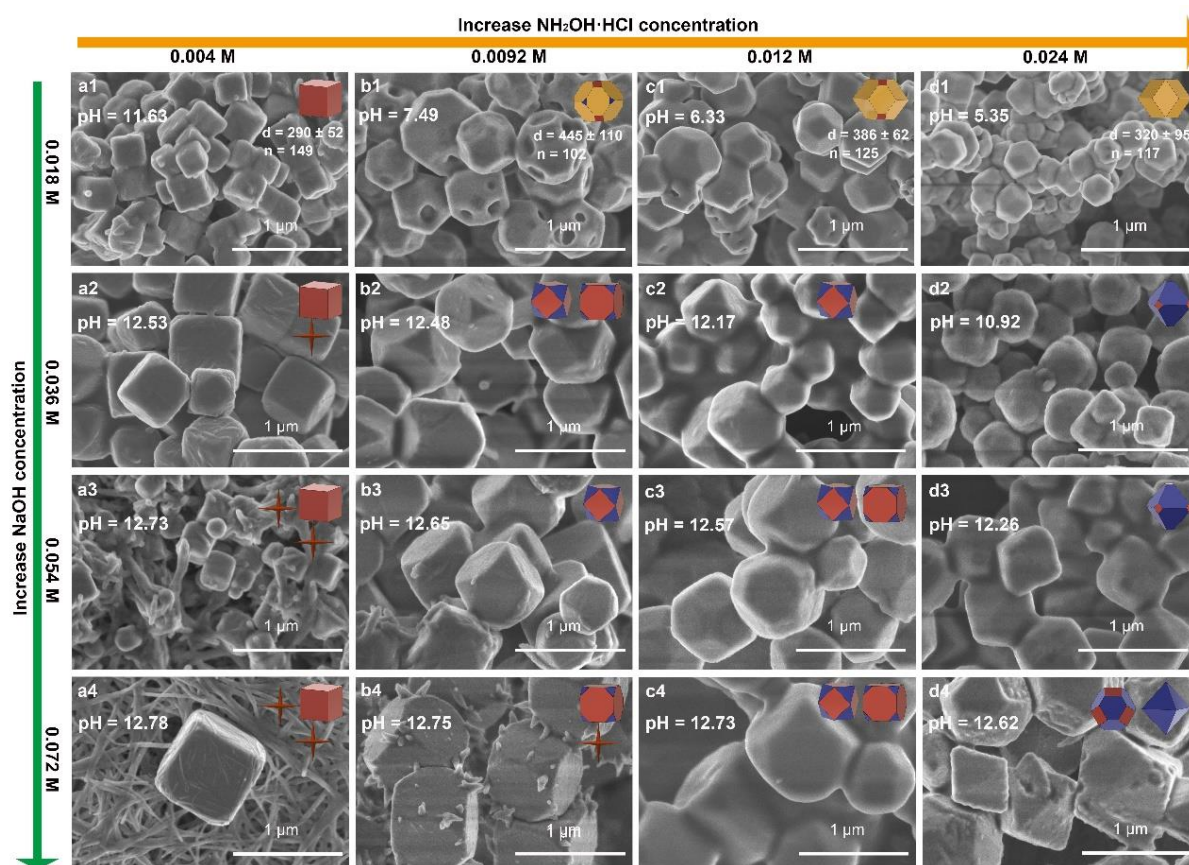 Increase NH₂OH·HCl concentration
0.004 M
0.0092 M
0.012 M
0.024 M
Increase NaOH concentration
0.018 M
a1
pH = 11.63
d = 290 ± 52
n = 149
1 µm
b1
pH = 7.49
d = 445 ± 110
n = 102
1 µm
c1
pH = 6.33
d = 386 ± 62
n = 125
1 µm
d1
pH = 5.35
d = 320 ± 95
n = 117
1 µm
0.036 M
a2
pH = 12.53
1 µm
b2
pH = 12.48
1 µm
c2
pH = 12.17
1 µm
d2
pH = 10.92
1 µm
0.054 M
a3
pH = 12.73
1 µm
b3
pH = 12.65
1 µm
c3
pH = 12.57
1 µm
d3
pH = 12.26
1 µm
0.072 M
a4
pH = 12.78
1 µm
b4
pH = 12.75
1 µm
c4
pH = 12.73
1 µm
d4
pH = 12.62
1 µm